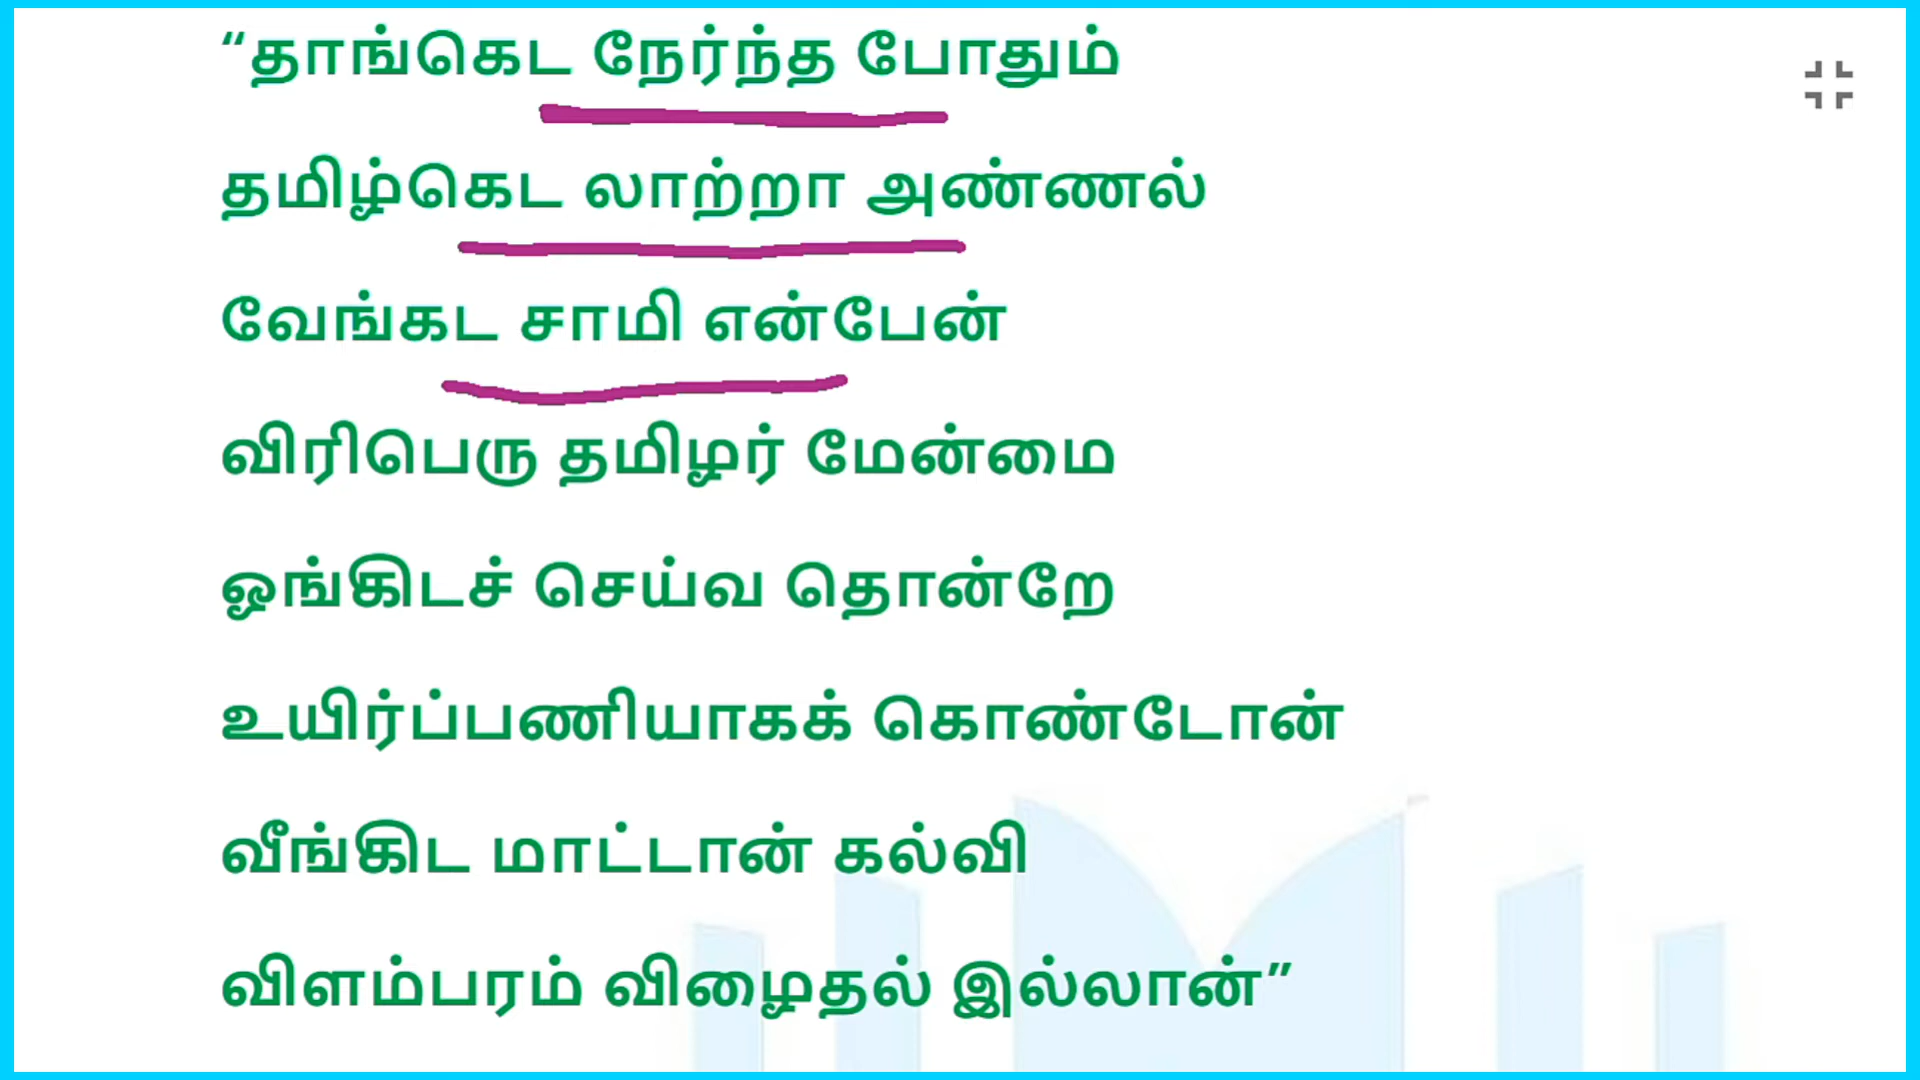 “தாங்கெட நேர்ந்த போதும்
தமிழ்கெட லாற்றா அண்ணல்
வேங்கட சாமி என்பேன்
விரிபெரு தமிழர் மேன்மை
ஓங்கிடச் செய்வ தொன்றே
உயிர்ப்பணியாகக் கொண்டோன்
வீங்கிட மாட்டான் கல்வி
விளம்பரம் விழைதல் இல்லான்”